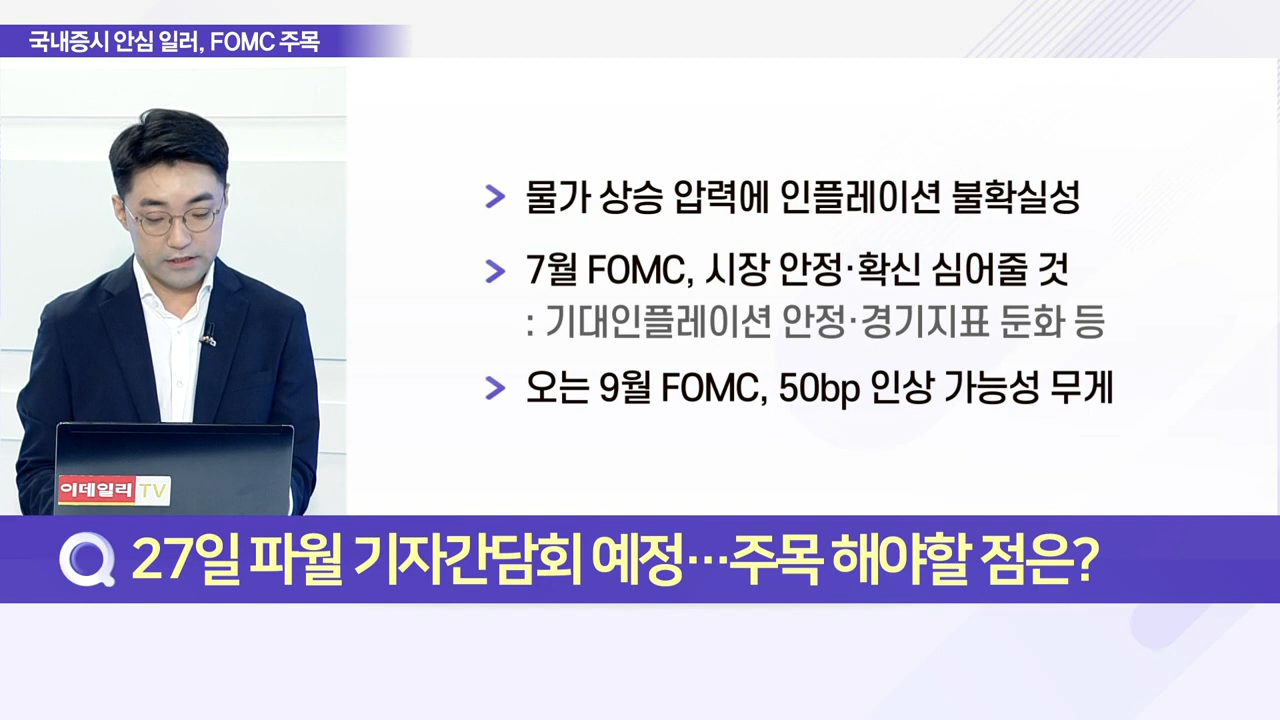 국내증시 안심 일러, FOMC 주목
물가 상승 압력에 인플레이션 불확실성
7월 FOMC, 시장 안정·확신 심어줄 것
: 기대인플레이션 안정·경기지표 둔화 등
오는 9월 FOMC, 50bp 인상 가능성 무게
이데일리 TV
Q 27일 파월 기자간담회 예정…주목 해야할 점은?